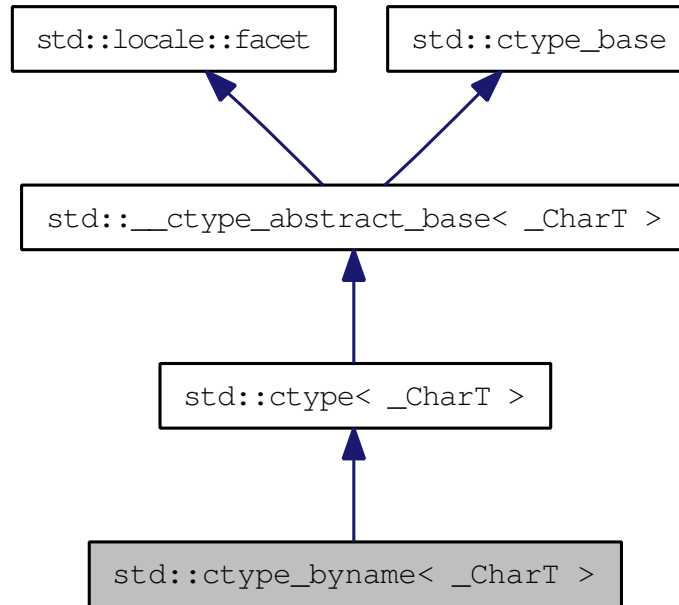 std::locale::facet
std::ctype_base
std::__ctype_abstract_base< _CharT >
std::ctype< _CharT >
std::ctype_byname< _CharT >